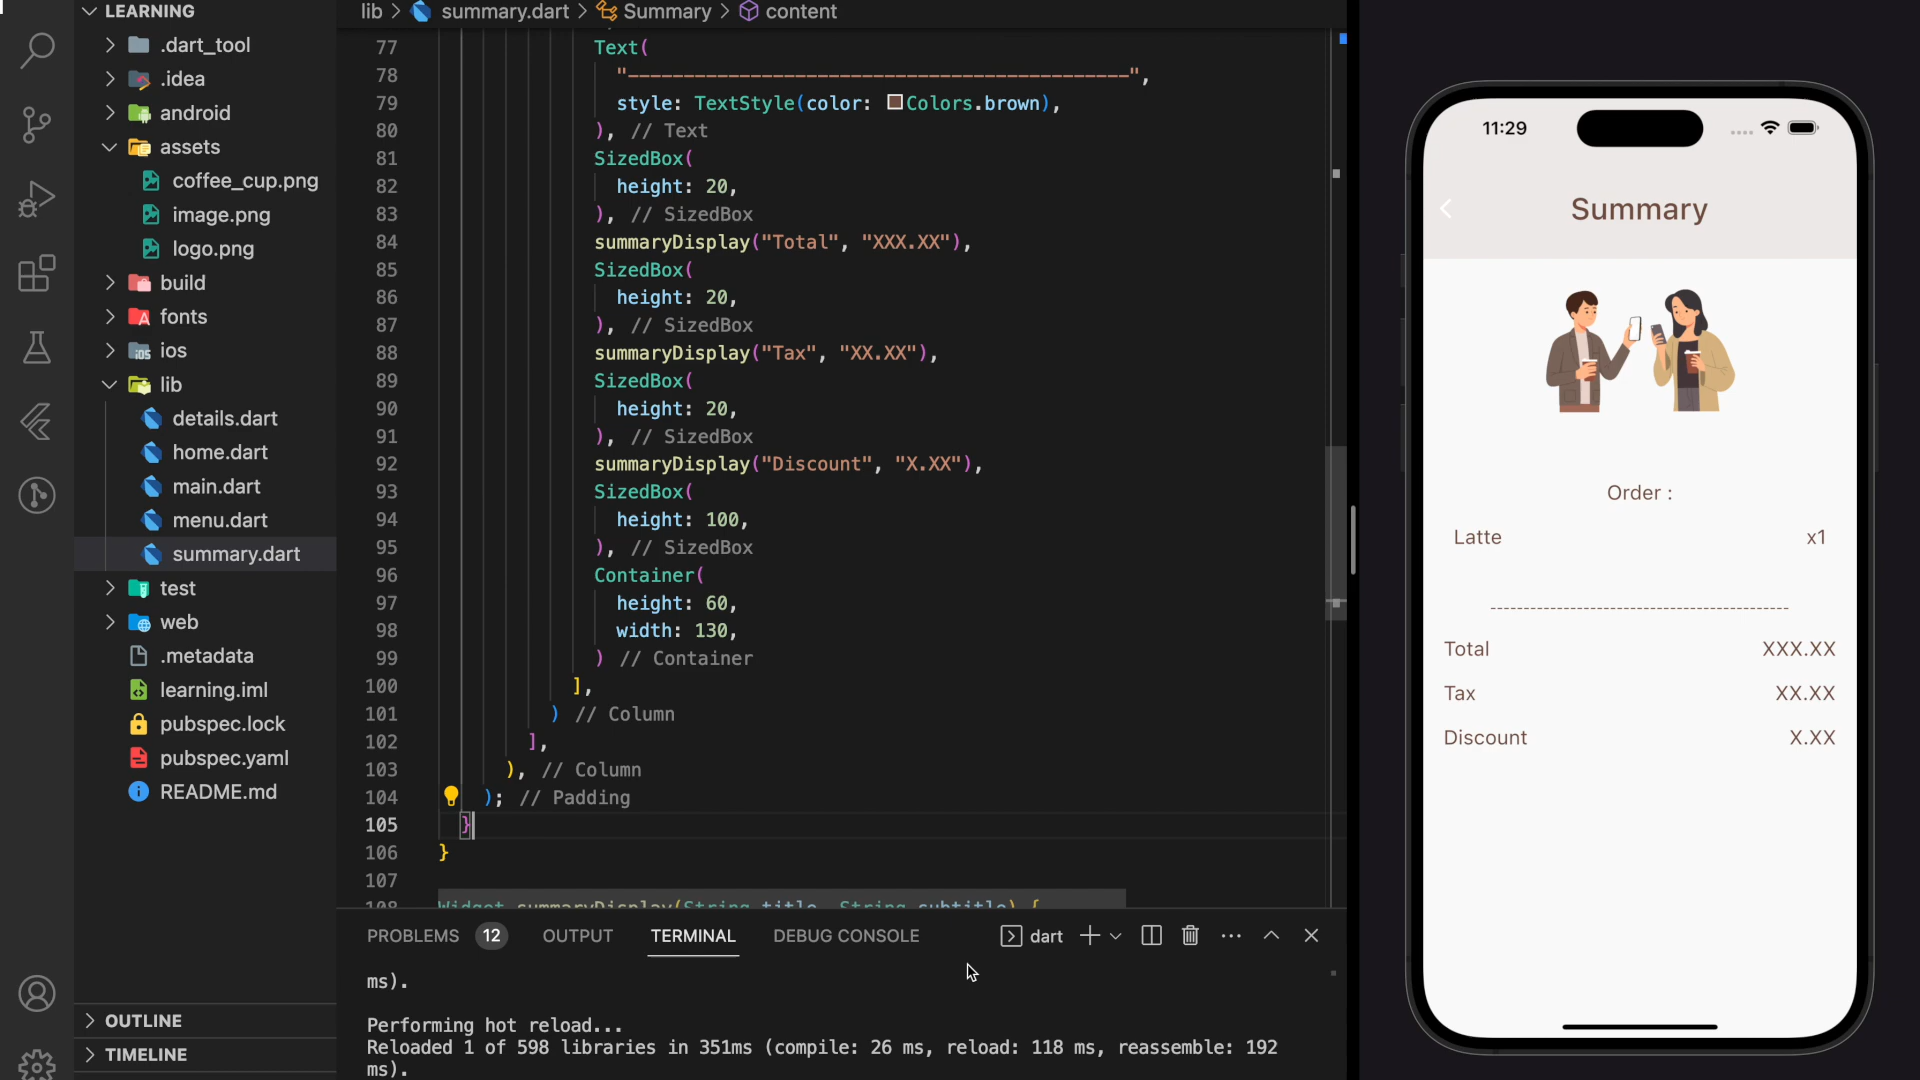 LEARNING
.dart_tool
.idea
android
assets
coffee_cup.png
image.png
logo.png
build
fonts
ios
lib
details.dart
home.dart
main.dart
menu.dart
summary.dart
test
web
.metadata
learning.iml
pubspec.lock
pubspec.yaml
README.md
OUTLINE
TIMELINE
lib > summary.dart > Summary > content
77 Text(
78 "---------------------------------------------",
79 style: TextStyle(color: Colors.brown),
80 ), // Text
81 SizedBox(
82 height: 20,
83 ), // SizedBox
84 summaryDisplay("Total", "XXX.XX"),
85 SizedBox(
86 height: 20,
87 ), // SizedBox
88 summaryDisplay("Tax", "XX.XX"),
89 SizedBox(
90 height: 20,
91 ), // SizedBox
92 summaryDisplay("Discount", "X.XX"),
93 SizedBox(
94 height: 100,
95 ), // SizedBox
96 Container(
97 height: 60,
98 width: 130,
99 ) // Container
100 ],
101 ) // Column
102 ],
103 ), // Column
104 ); // Padding
105 }
106 }
107
108 Widget summaryDisplay(String title, String subtitle) {
PROBLEMS 12 OUTPUT TERMINAL DEBUG CONSOLE dart
ms).
Performing hot reload...
Reloaded 1 of 598 libraries in 351ms (compile: 26 ms, reload: 118 ms, reassemble: 192
ms).
11:29
Summary
Order :
Latte x1
---------------------------------------------
Total XXX.XX
Tax XX.XX
Discount X.XX